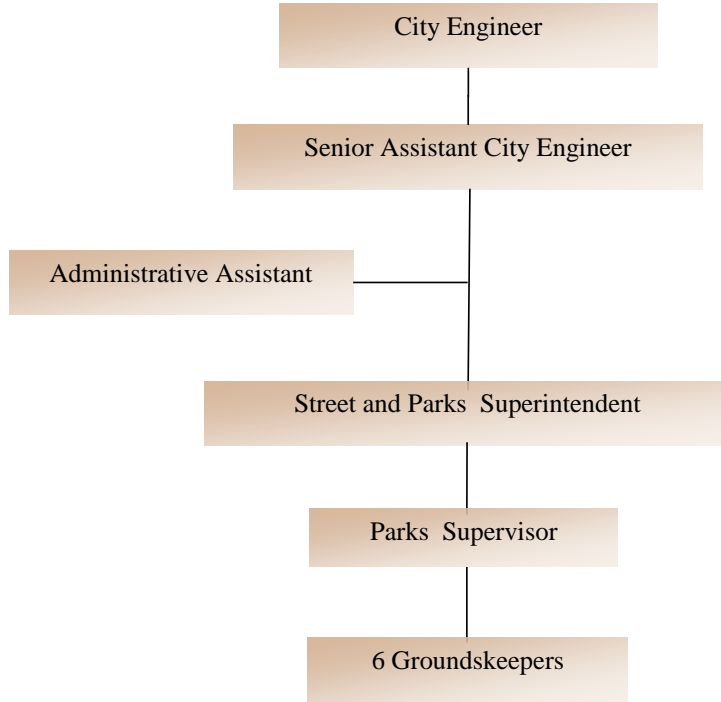 City Engineer
Senior Assistant City Engineer
Administrative Assistant
Street and Parks  Superintendent
Parks  Supervisor
6 Groundskeepers